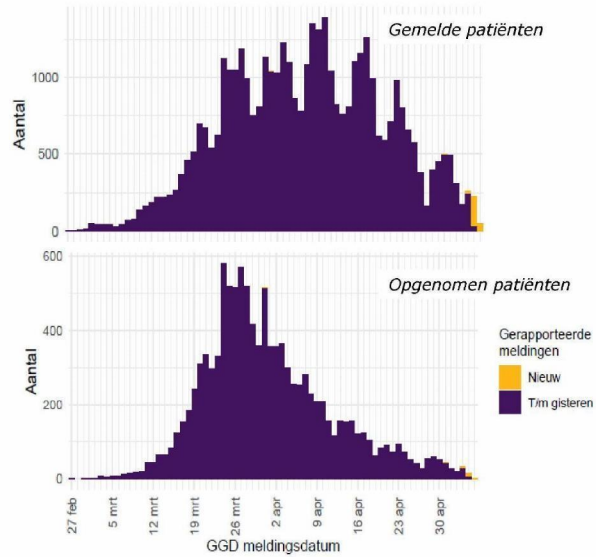 Gemelde patiënten
Aantal
1000
500
0
Opgenomen patiënten
Aantal
600
400
200
0
27 feb
5 mrt
12 mrt
19 mrt
26 mrt
2 apr
9 apr
16 apr
23 apr
30 apr
GGD meldingsdatum
Gerapporteerde
meldingen
Nieuw
T/m gisteren